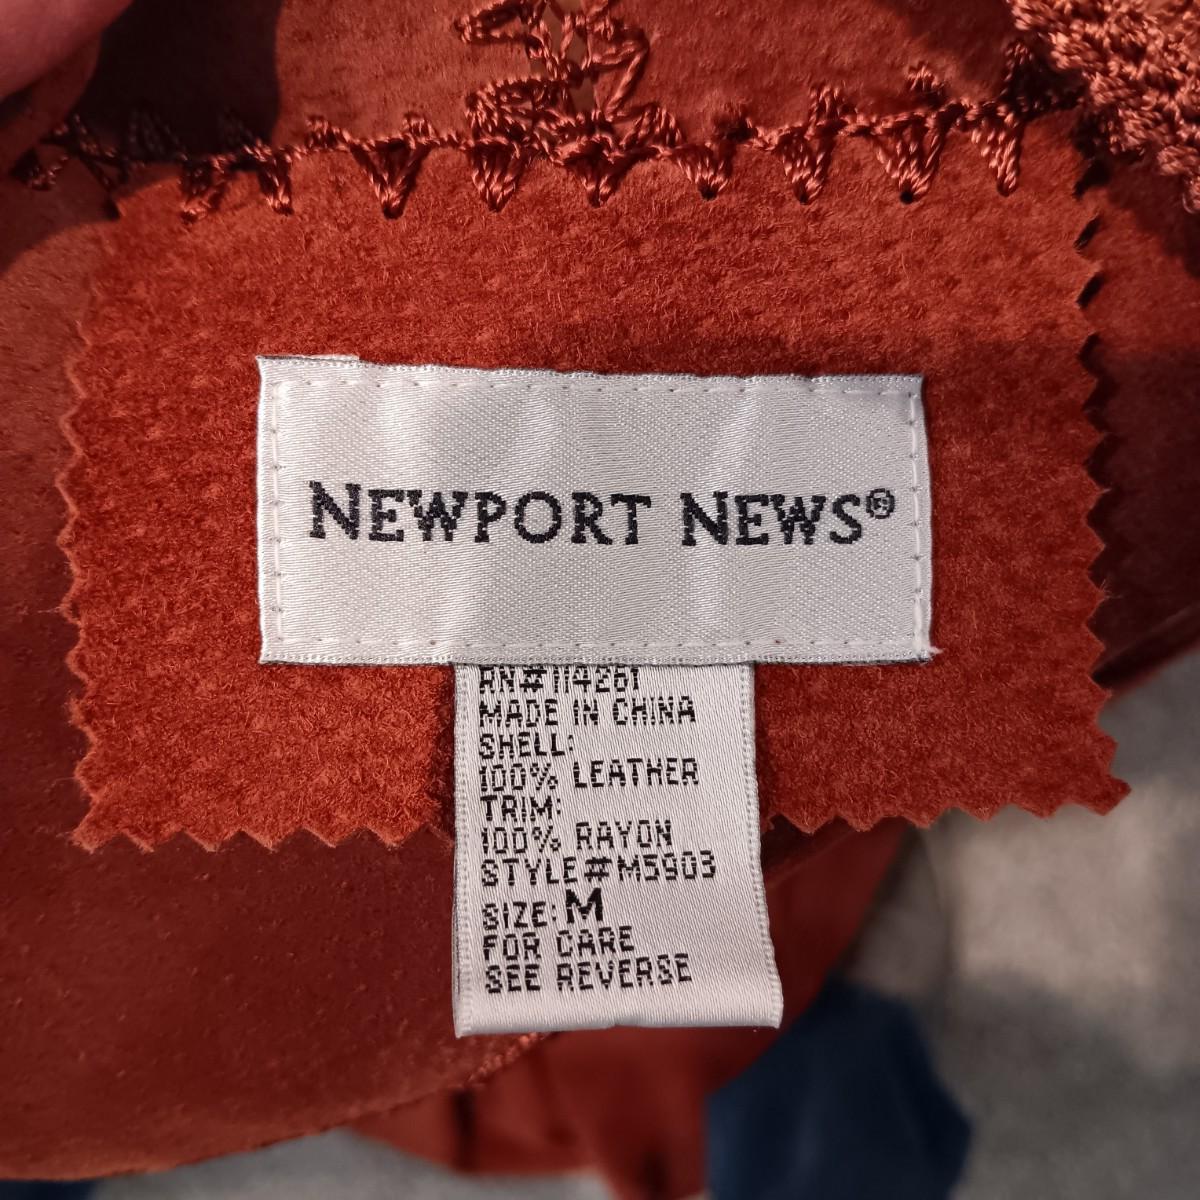 NEWPORT NEWS®
RN#114261
MADE IN CHINA
SHELL:
100% LEATHER
TRIM:
100% RAYON
STYLE#M5903
SIZE: M
FOR CARE
SEE REVERSE